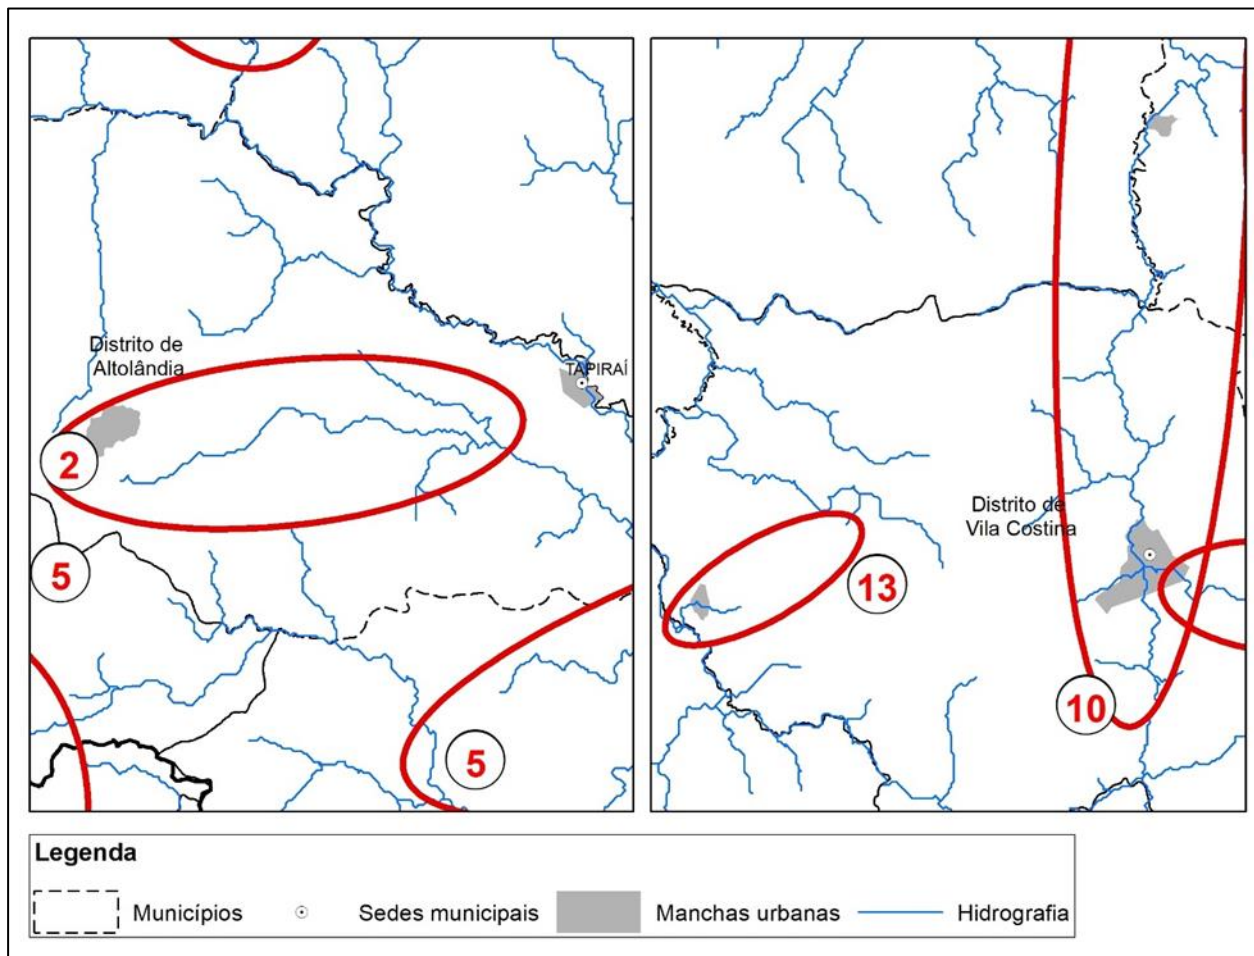 Distrito de
Altolândia
TAPIRAÍ
2
5
5
Distrito de
Vila Costina
13
10
Legenda
Municípios
Sedes municipais
Manchas urbanas
Hidrografia